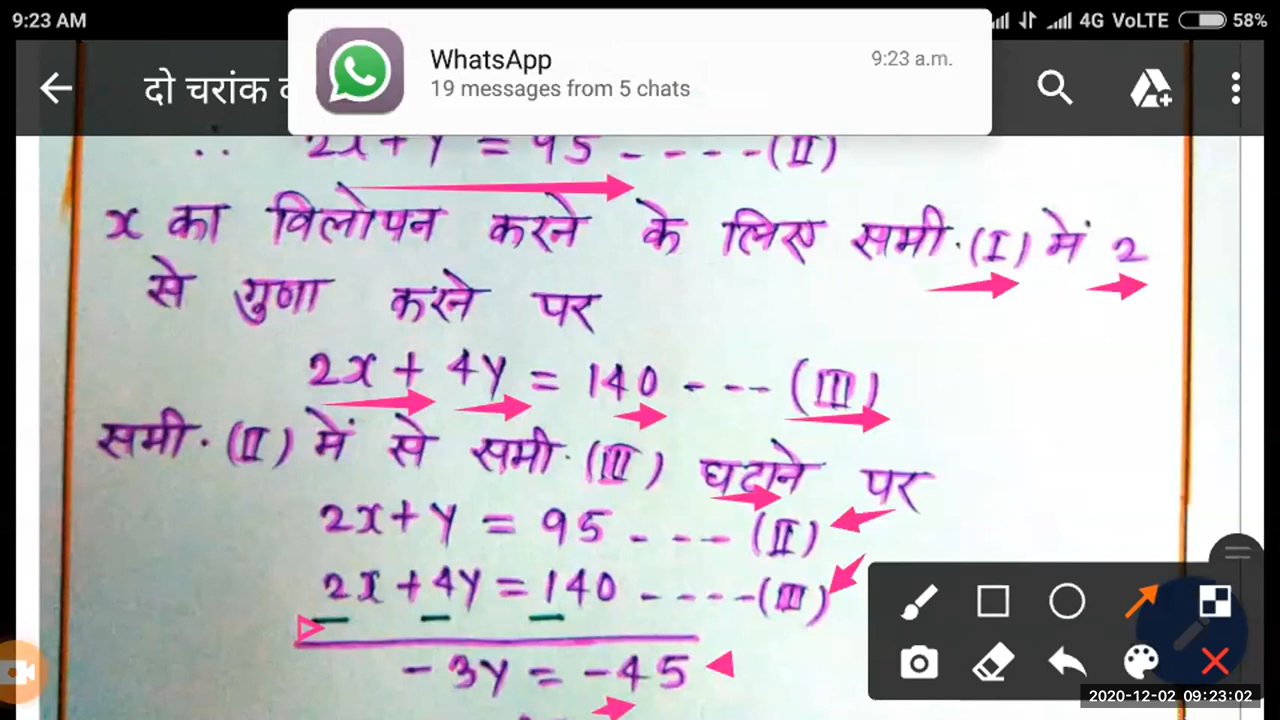 9:23 AM
4G VoLTE 58%
WhatsApp 9:23 a.m.
19 messages from 5 chats
दो चरांक
∴ 2x + y = 95 - - - - (II)
x का विलोपन करने के लिए समी. (I) में 2
से गुणा करने पर
2x + 4y = 140 - - - (III)
समी. (II) में से समी. (III) घटाने पर
2x + y = 95 - - - - (II)
2x + 4y = 140 - - - - - (III)
- 3y = - 45
2020-12-02 09:23:02